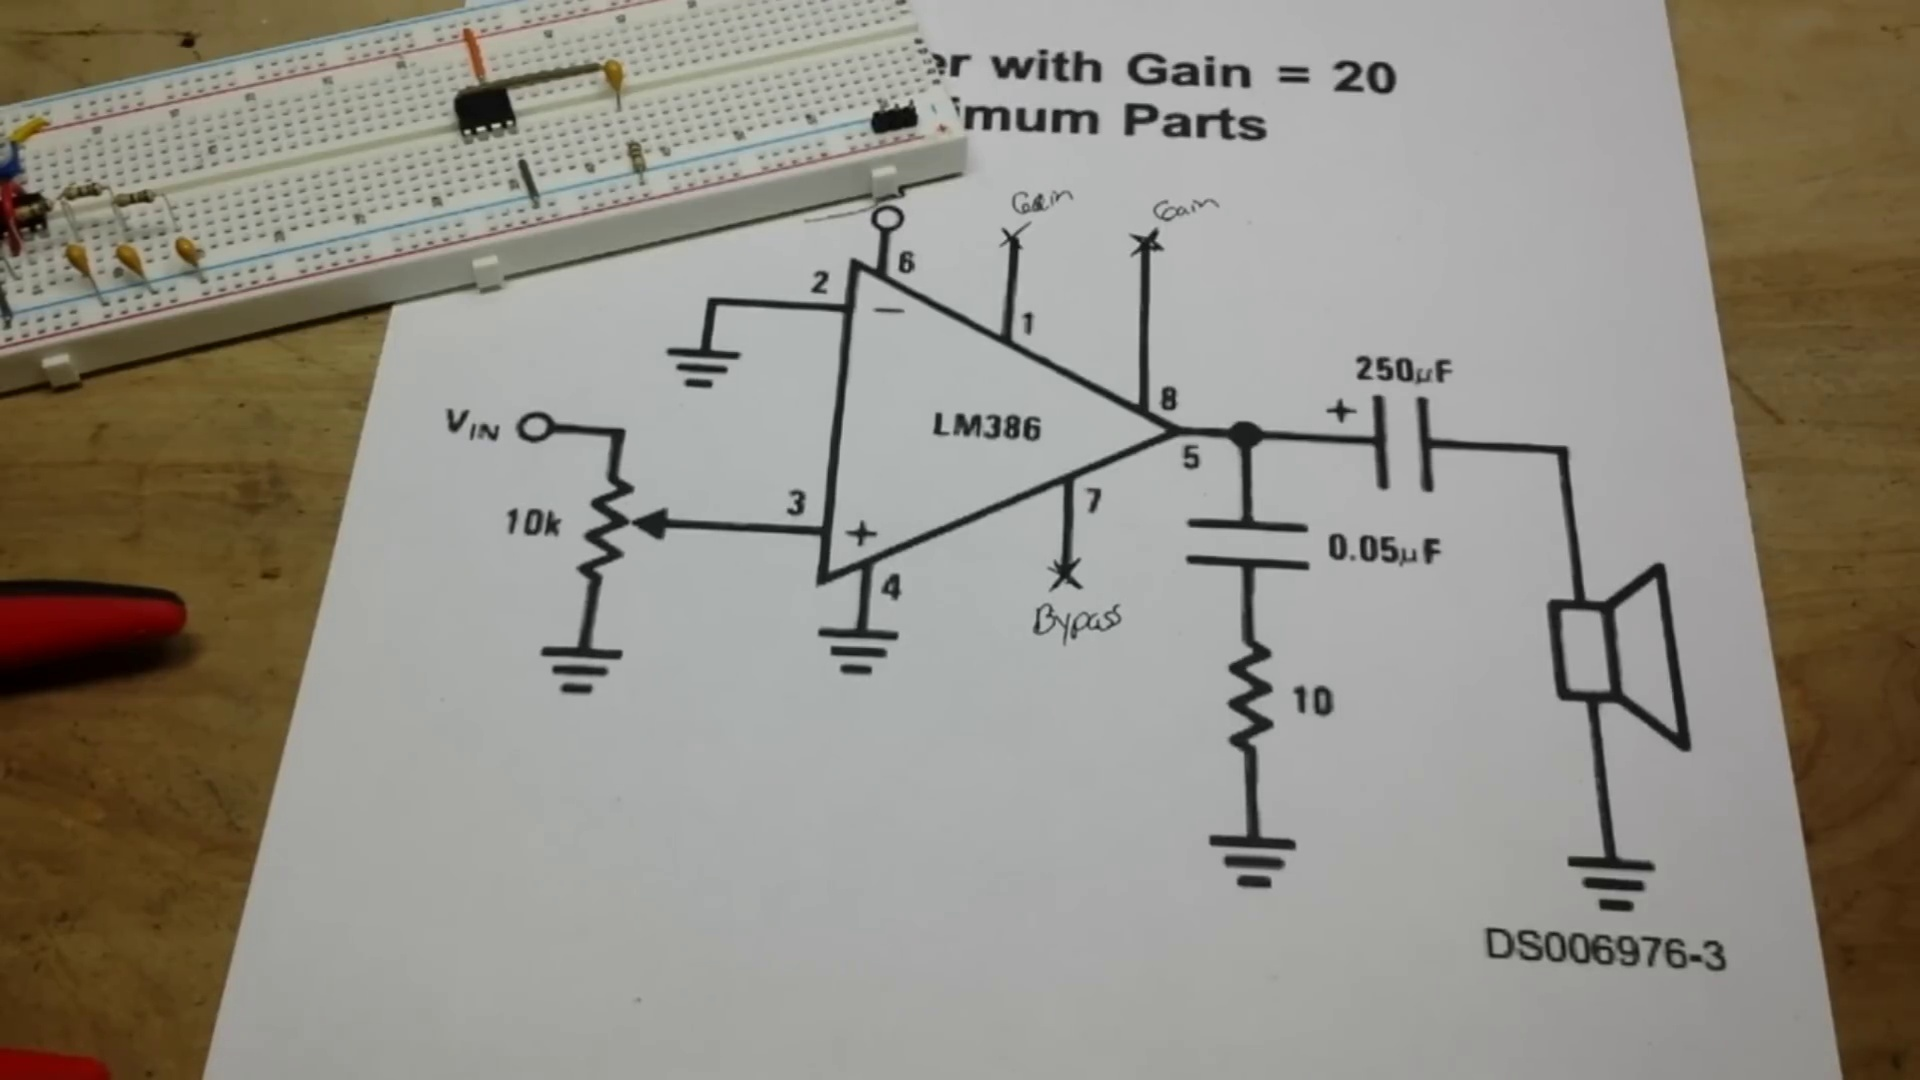 er with Gain = 20
imum Parts
Gain
Gain
6
2
1
8
250µF
+
VIN
LM386
5
10k
3
7
0.05µF
4
Bypass
10
DS006976-3